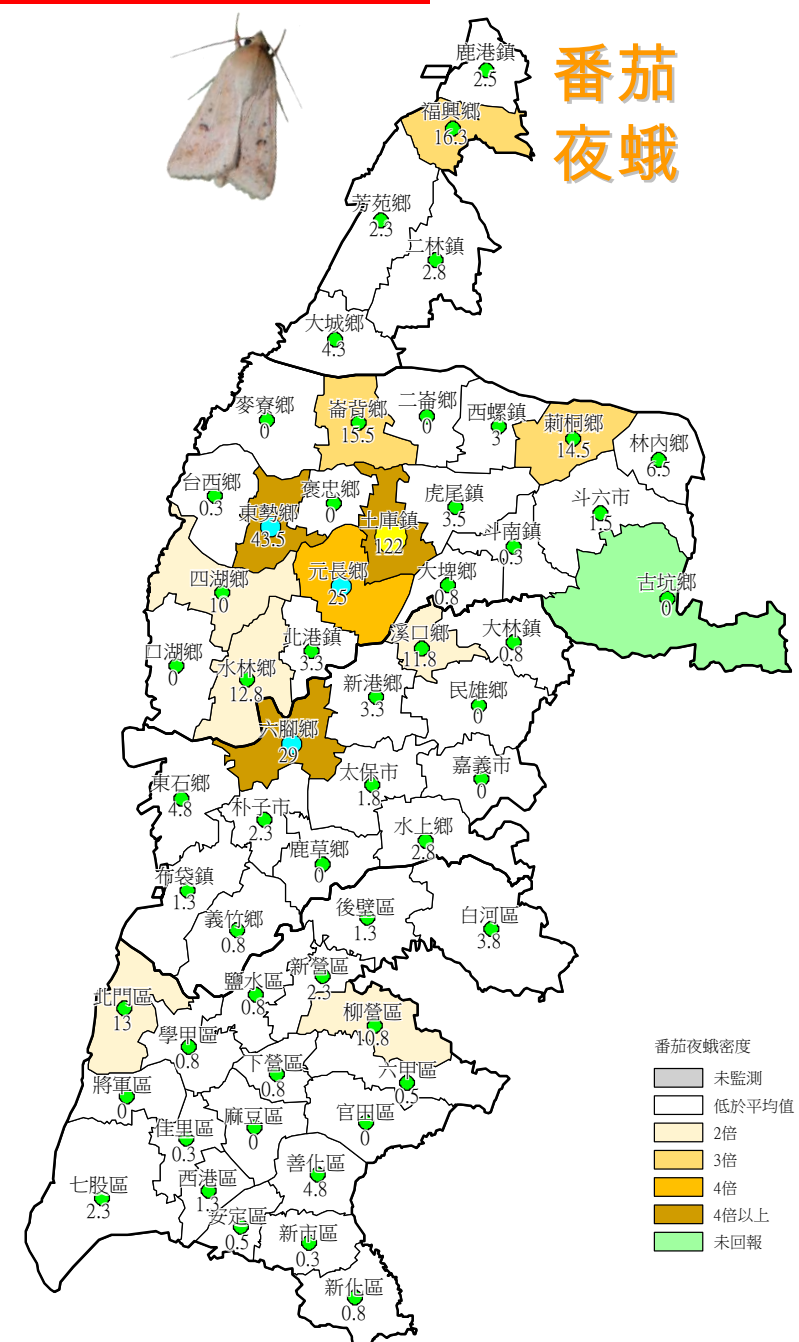 番茄
夜蛾
鹿港鎮
2.5
福興鄉
16.3
芳苑鄉
2.3
二林鎮
2.8
大城鄉
4.3
麥寮鄉
0
崙背鄉
15.5
二崙鄉
0
西螺鎮
3
莿桐鄉
14.5
林內鄉
6.5
台西鄉
0.3
東勢鄉
43.5
褒忠鄉
0
土庫鎮
122
虎尾鎮
3.5
斗南鎮
0.3
斗六市
1.5
四湖鄉
10
元長鄉
25
大埤鄉
0.8
古坑鄉
0
口湖鄉
0
水林鄉
12.8
北港鎮
3.3
溪口鄉
11.8
大林鎮
0.8
新港鄉
3.3
民雄鄉
0
六腳鄉
29
東石鄉
4.8
朴子市
2.3
太保市
1.8
嘉義市
0
鹿草鄉
0
水上鄉
2.8
布袋鎮
1.3
義竹鄉
0.8
後壁區
1.3
白河區
3.8
北門區
13
鹽水區
0.8
新營區
2.3
柳營區
10.8
學甲區
0.8
下營區
0.8
六甲區
0.5
將軍區
0
佳里區
0.3
麻豆區
0
官田區
0
七股區
2.3
西港區
1.3
善化區
4.8
安定區
0.5
新市區
0.3
新化區
0.8
番茄夜蛾密度
未監測
低於平均值
2倍
3倍
4倍
4倍以上
未回報